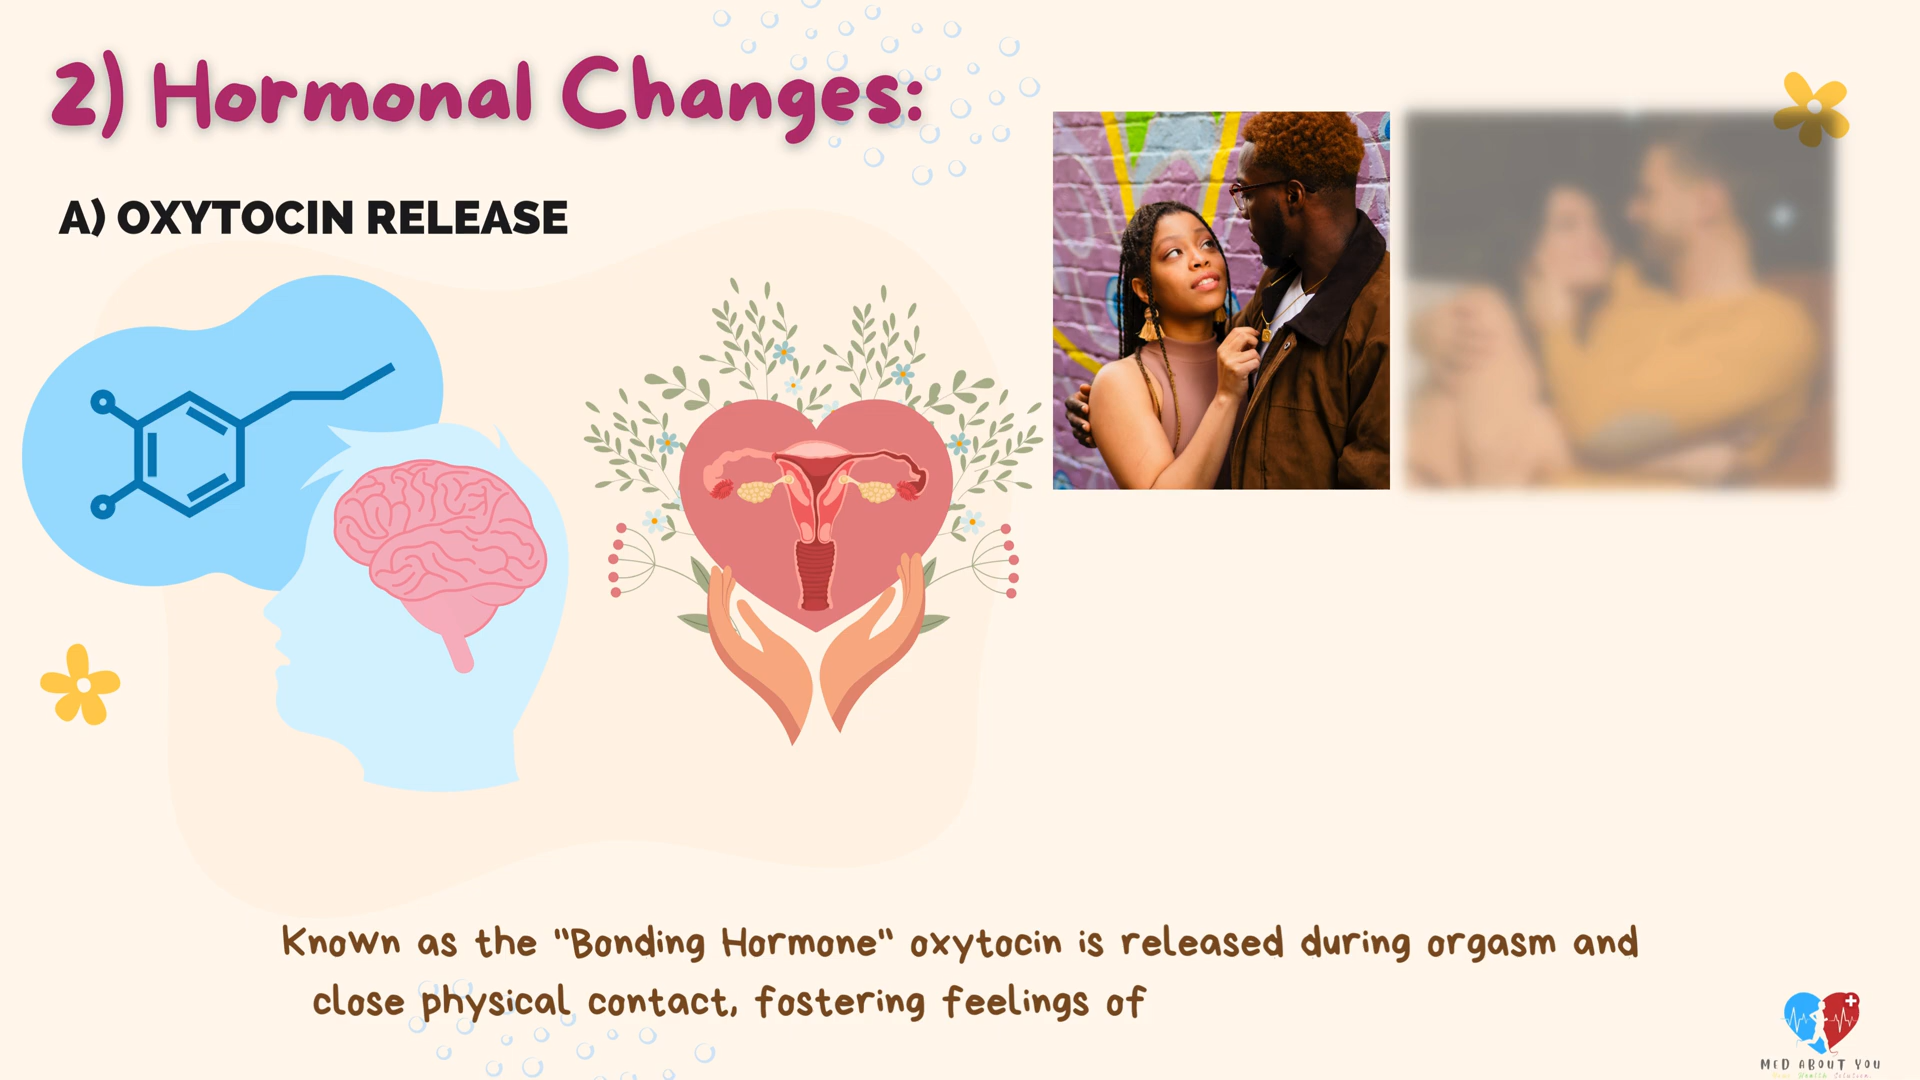 2) Hormonal Changes:
A) OXYTOCIN RELEASE
Known as the "Bonding Hormone" oxytocin is released during orgasm and
close physical contact, fostering feelings of
MED ABOUT YOU